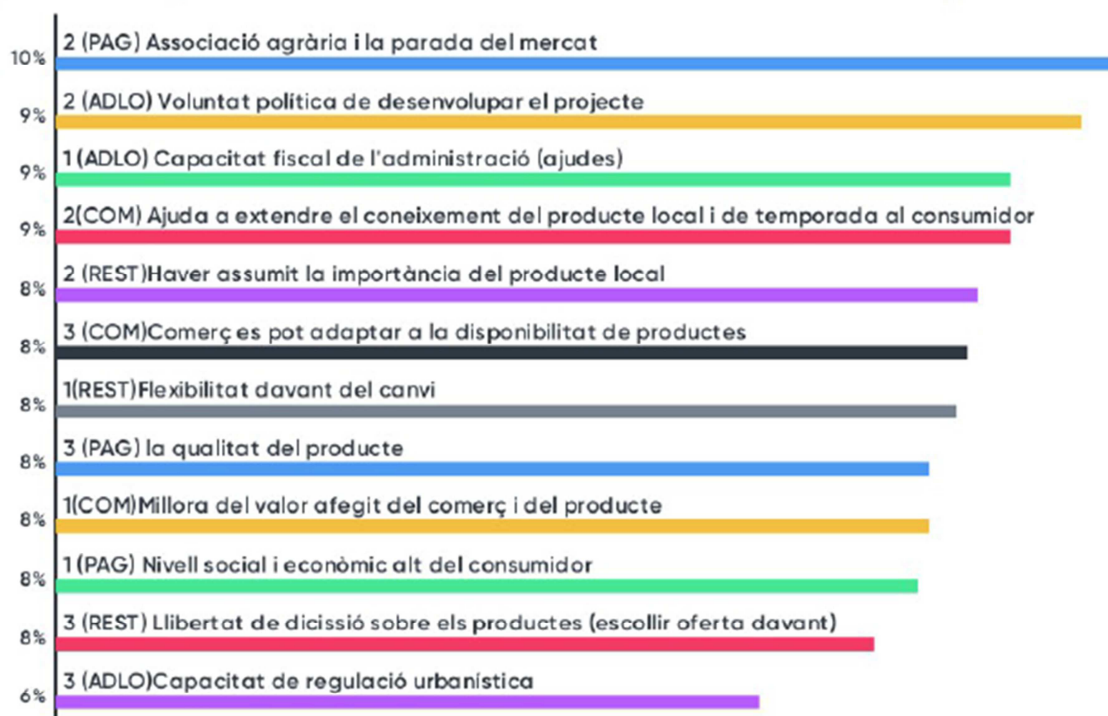 2 (PAG) Associació agrària i la parada del mercat
10%
2 (ADLO) Voluntat política de desenvolupar el projecte
9%
1 (ADLO) Capacitat fiscal de l'administració (ajudes)
9%
2(COM) Ajuda a extendre el coneixement del producte local i de temporada al consumidor
9%
2 (REST)Haver assumit la importància del producte local
8%
3 (COM)Comerç es pot adaptar a la disponibilitat de productes
8%
1(REST)Flexibilitat davant del canvi
8%
3 (PAG) la qualitat del producte
8%
1(COM)Millora del valor afegit del comerç i del producte
8%
1 (PAG) Nivell social i econòmic alt del consumidor
8%
3 (REST) Llibertat de dicissió sobre els productes (escollir oferta davant)
8%
3 (ADLO)Capacitat de regulació urbanística
6%